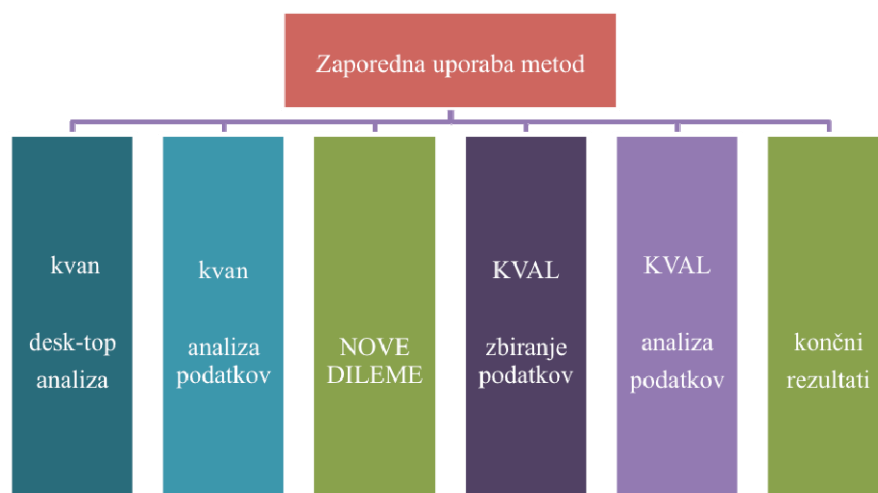 Zaporedna uporaba metod
kvan
desk-top
analiza
kvan
analiza
podatkov
NOVE
DILEME
KVAL
zbiranje
podatkov
KVAL
analiza
podatkov
končni
rezultati